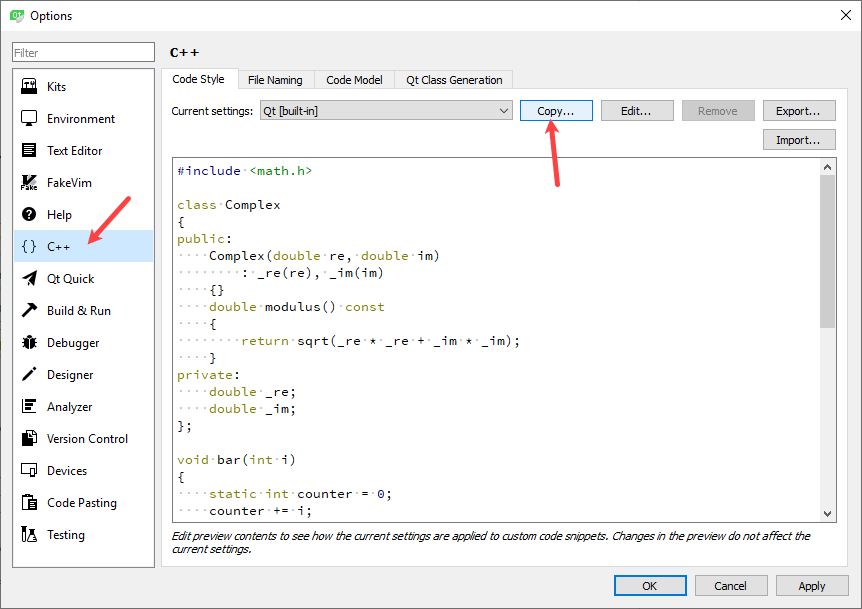 Options
Filter
Kits
Environment
Text Editor
FakeVim
Help
{} C++
Qt Quick
Build & Run
Debugger
Designer
Analyzer
Version Control
Devices
Code Pasting
Testing
C++
Code Style File Naming Code Model Qt Class Generation
Current settings: Qt [built-in] Copy... Edit... Remove Export...
Import...
#include <math.h>
class Complex
{
public:
····Complex(double re, double im)
········: _re(re), _im(im)
····{}
····double modulus() const
····{
········return sqrt(_re * _re + _im * _im);
····}
private:
····double _re;
····double _im;
};
void bar(int i)
{
····static int counter = 0;
····counter += i;
Edit preview contents to see how the current settings are applied to custom code snippets. Changes in the preview do not affect the
current settings.
OK Cancel Apply